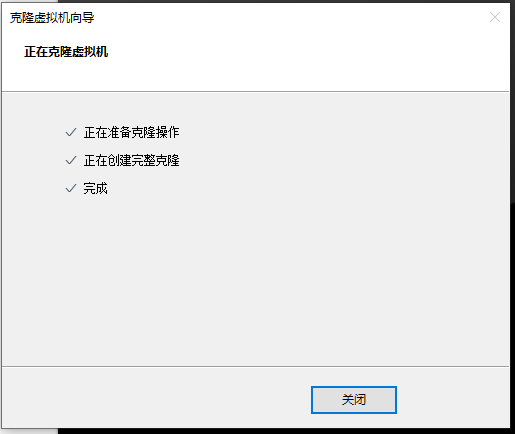 克隆虚拟机向导
正在克隆虚拟机
正在准备克隆操作
正在创建完整克隆
完成
关闭